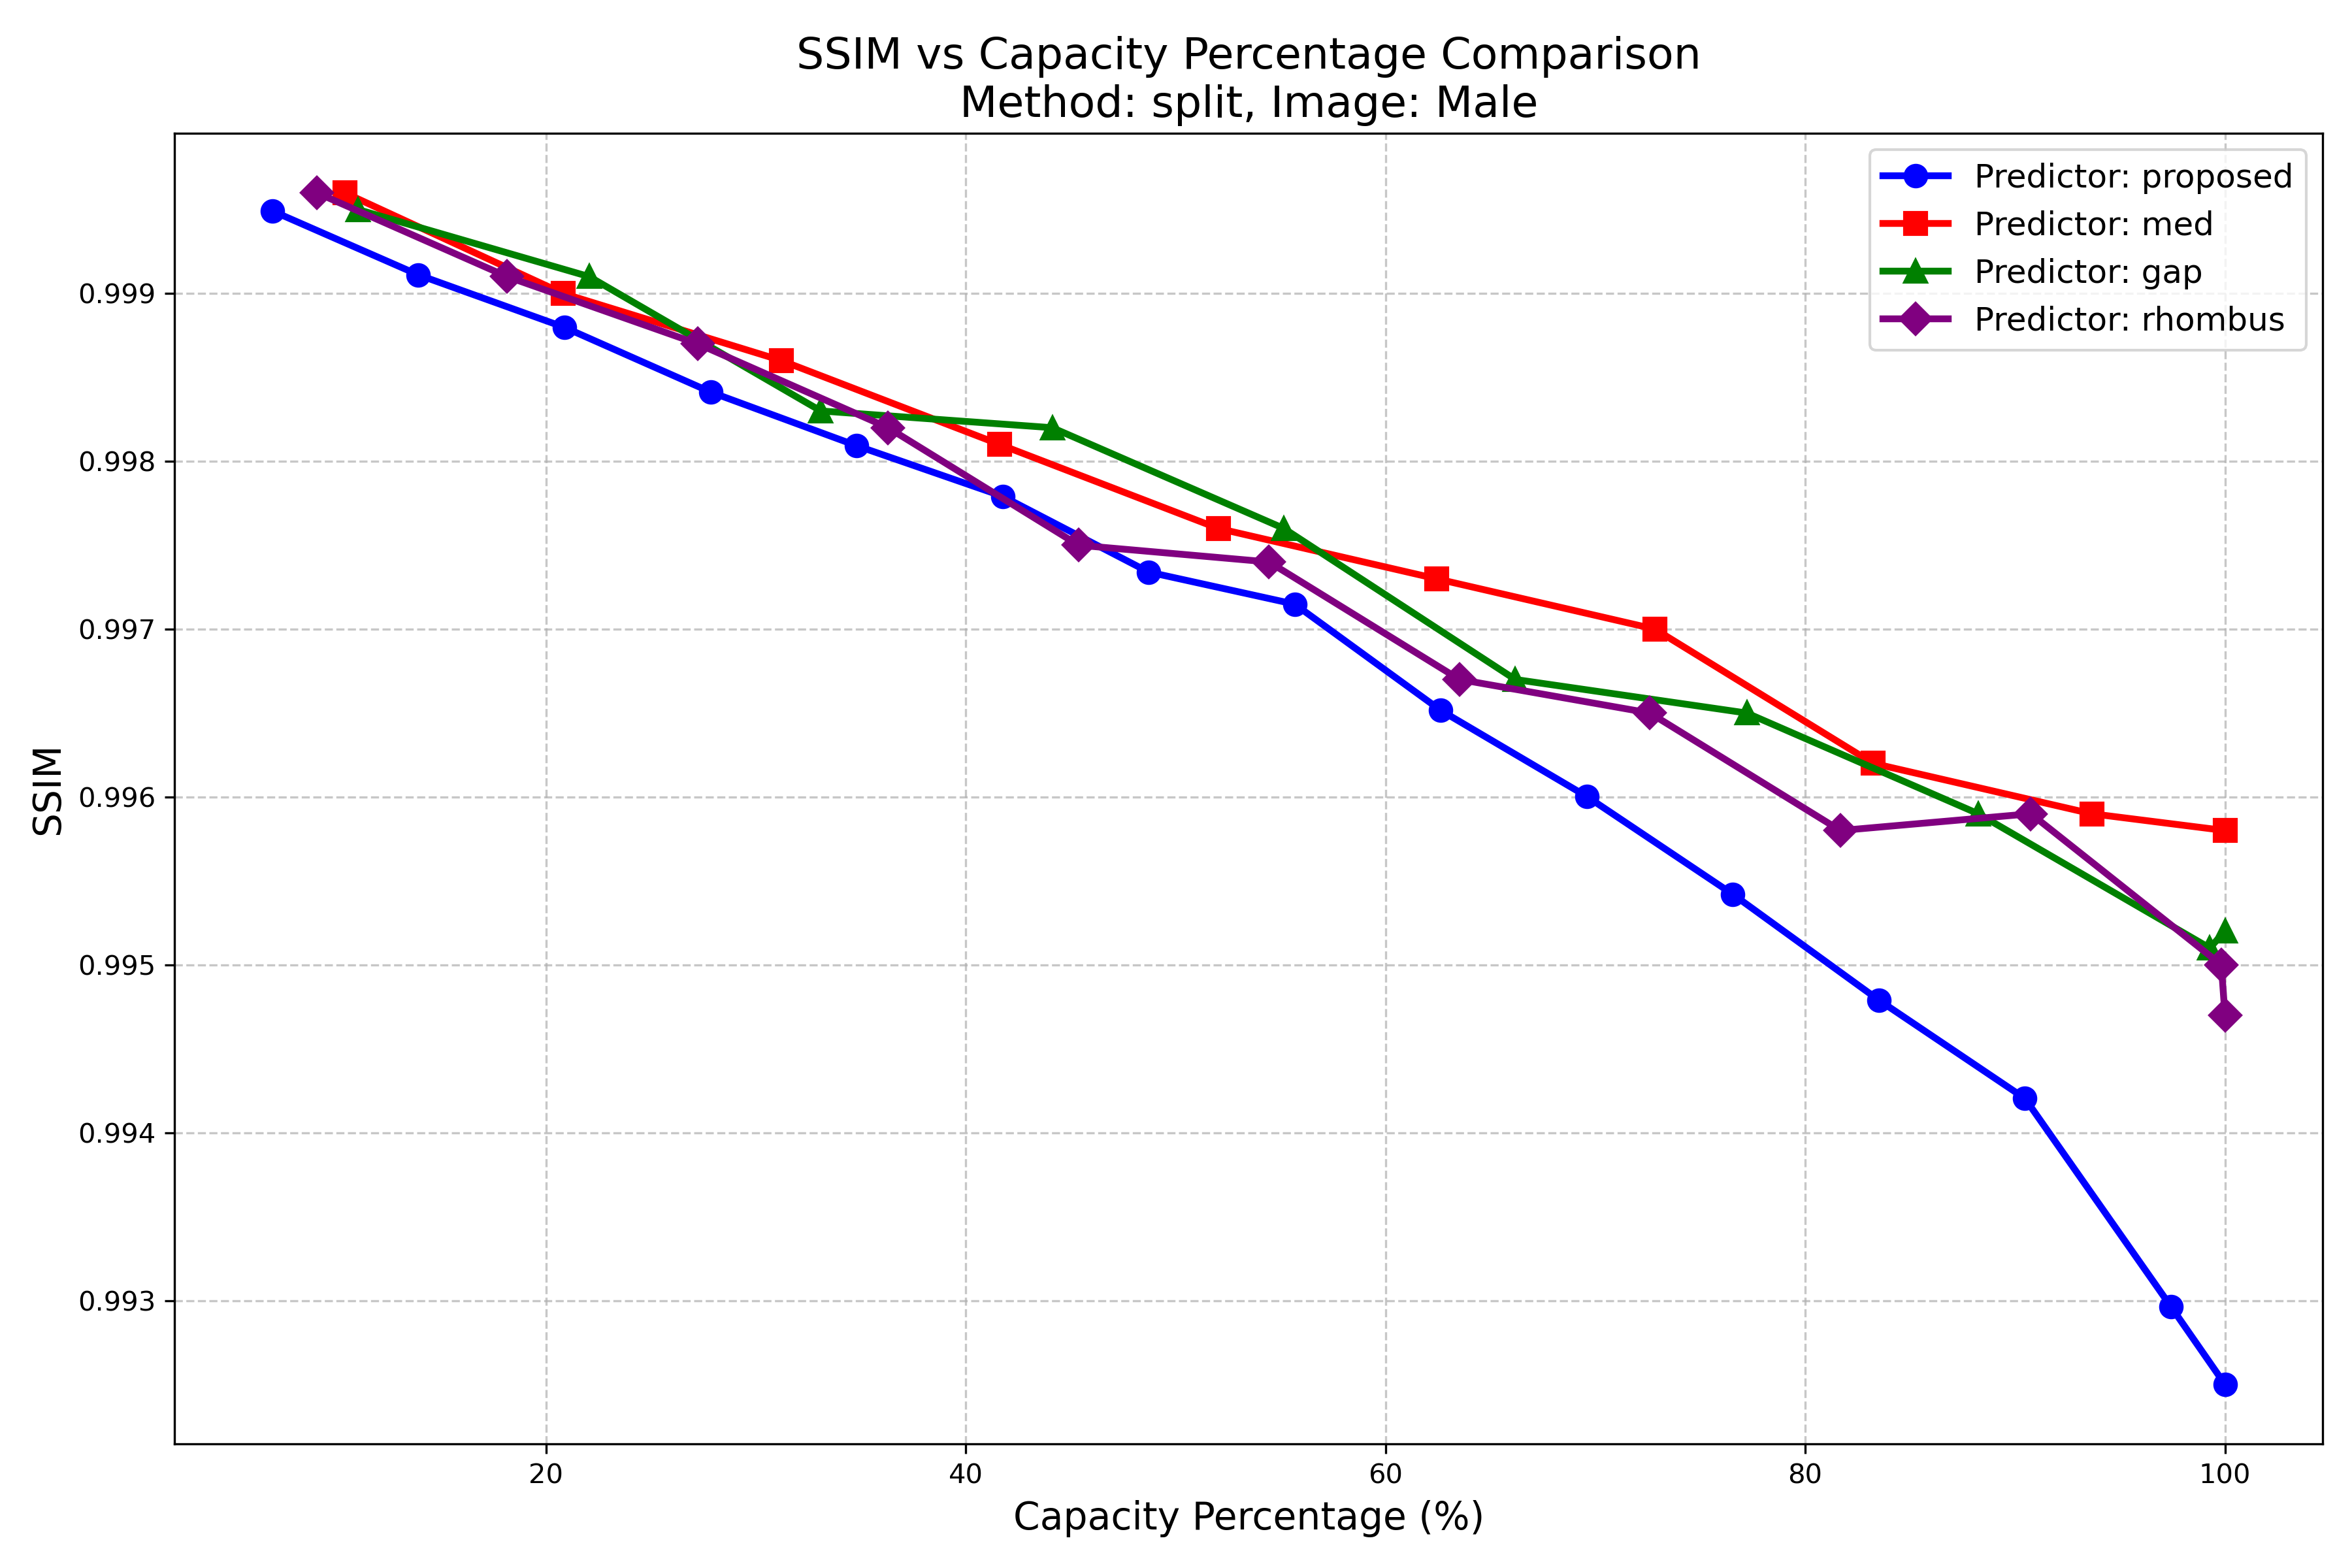 SSIM vs Capacity Percentage Comparison
Method: split, Image: Male
Predictor: proposed
Predictor: med
Predictor: gap
Predictor: rhombus
SSIM
0.999
0.998
0.997
0.996
0.995
0.994
0.993
20 40 60 80 100
Capacity Percentage (%)